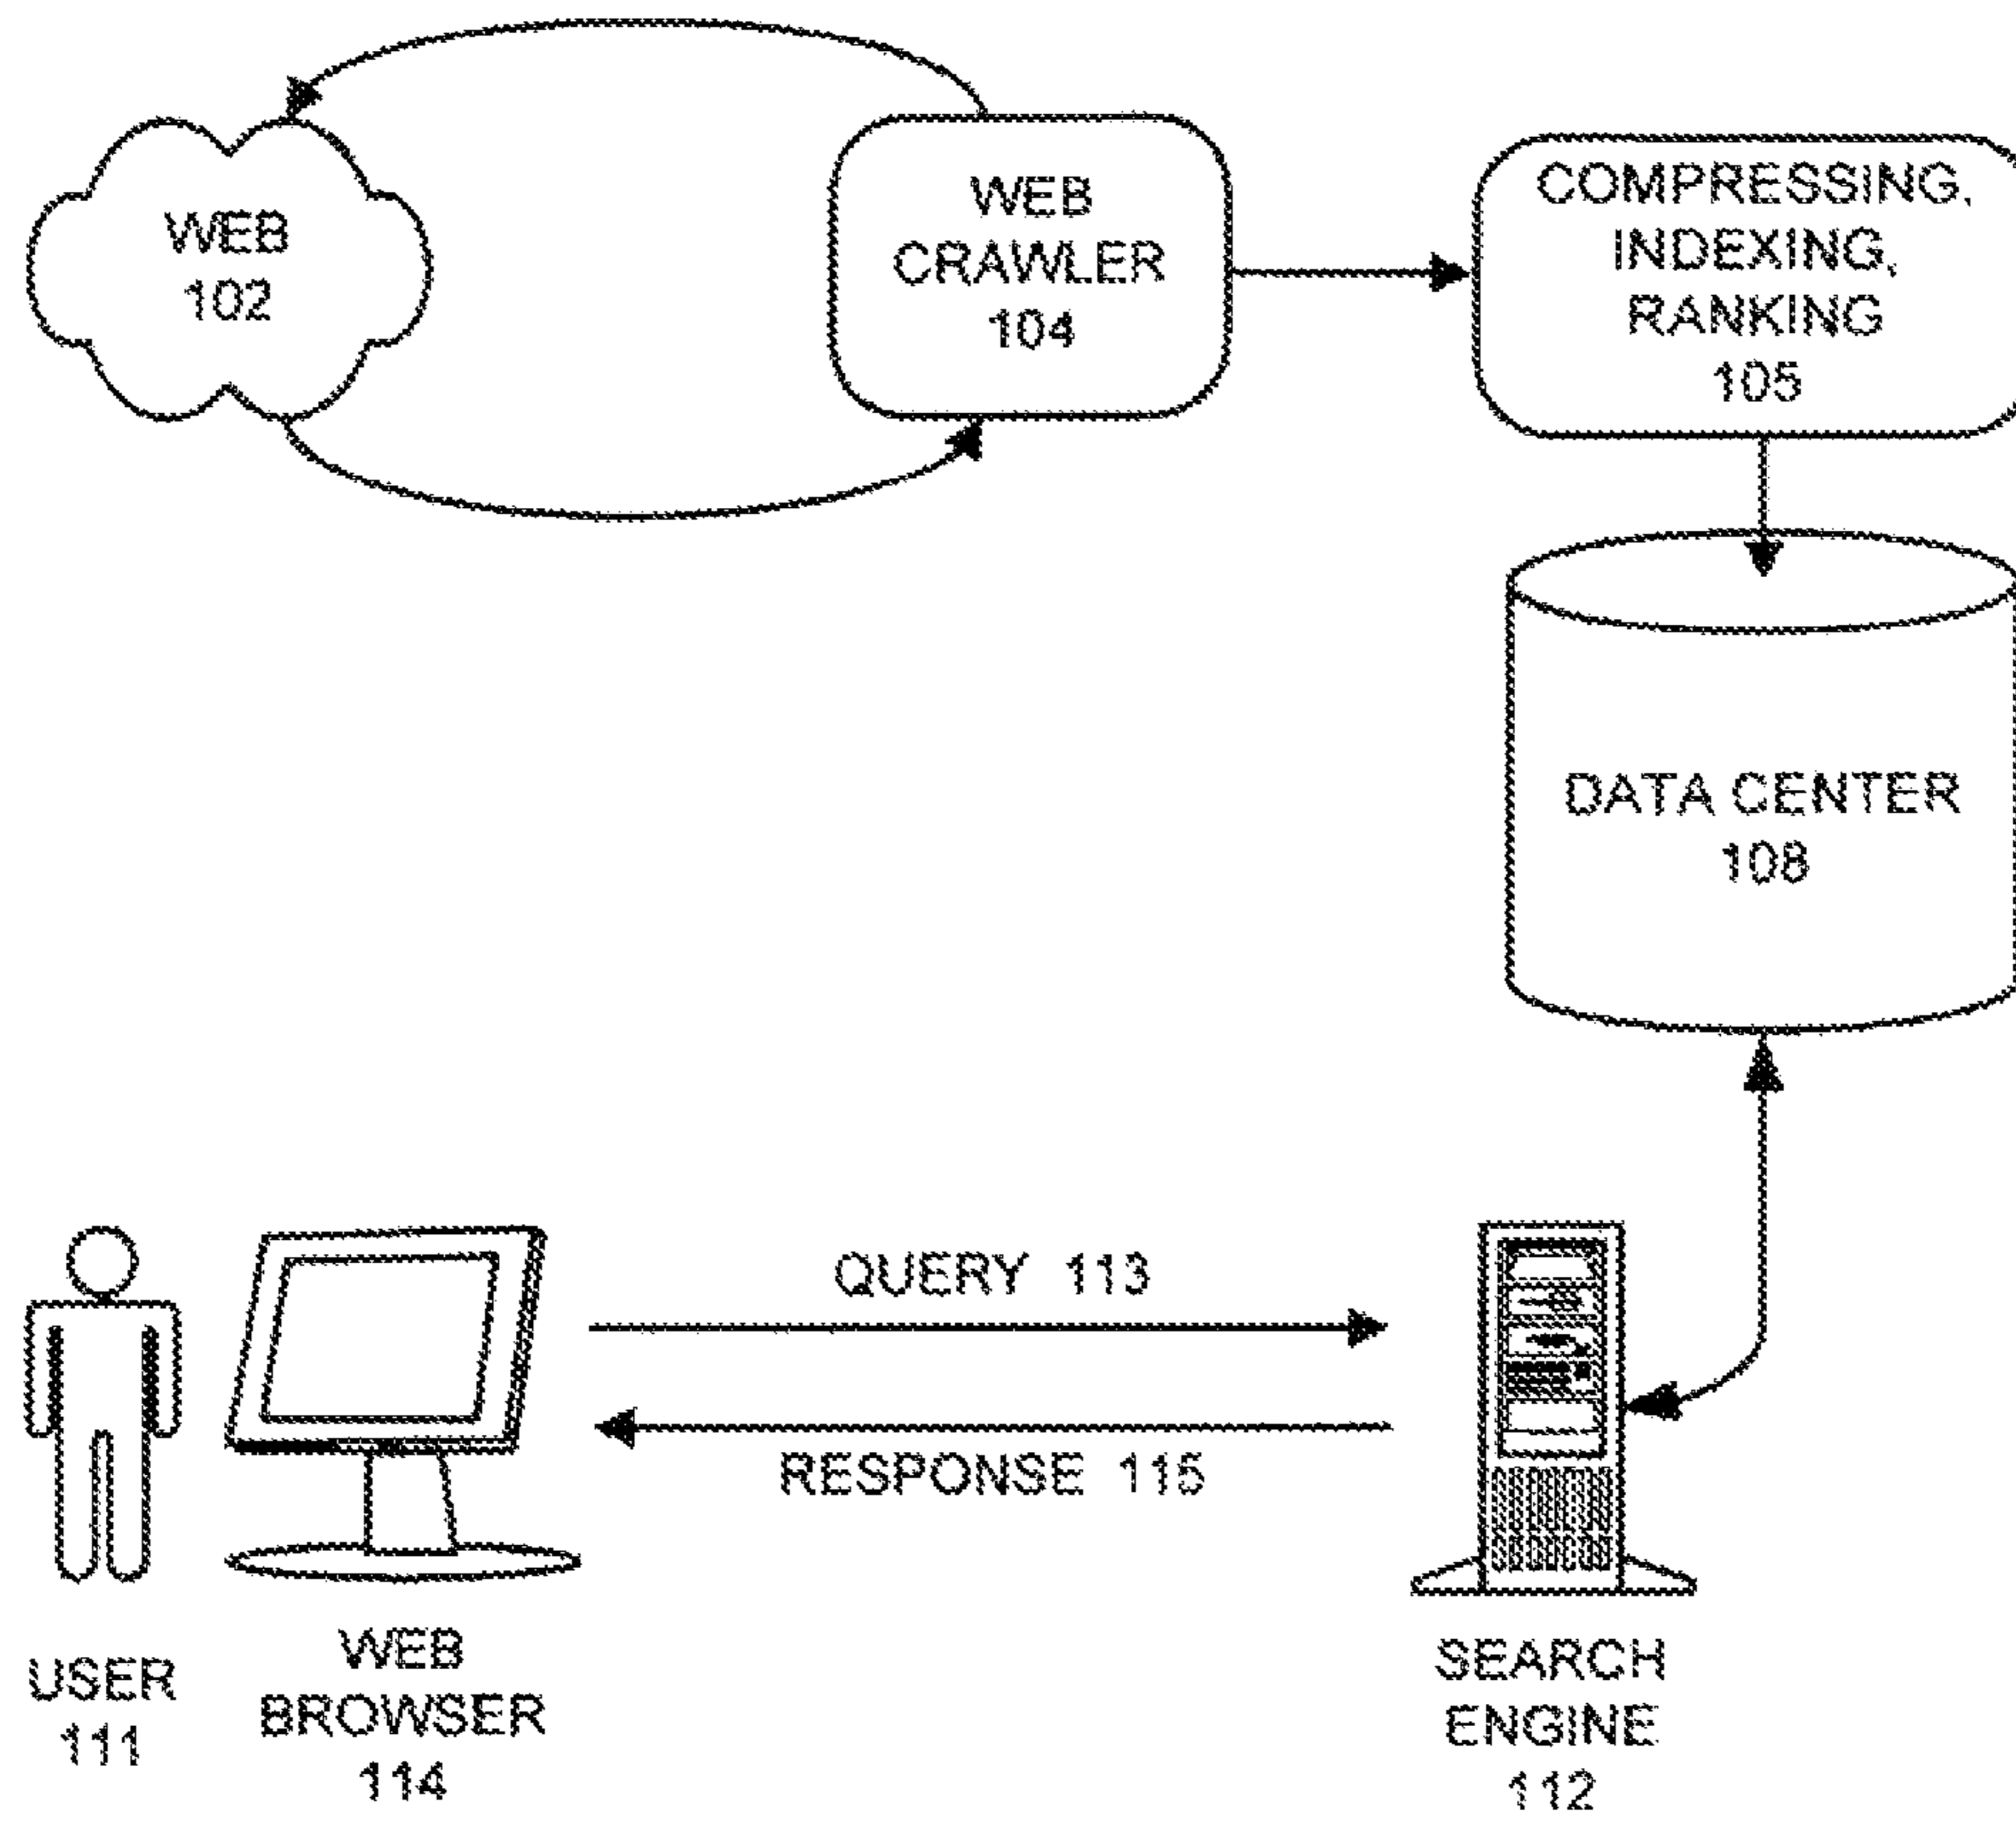 WEB
102
WEB
CRAWLER
104
COMPRESSING,
INDEXING,
RANKING
105
DATA CENTER
108
QUERY 113
RESPONSE 115
USER
111
WEB
BROWSER
114
SEARCH
ENGINE
112